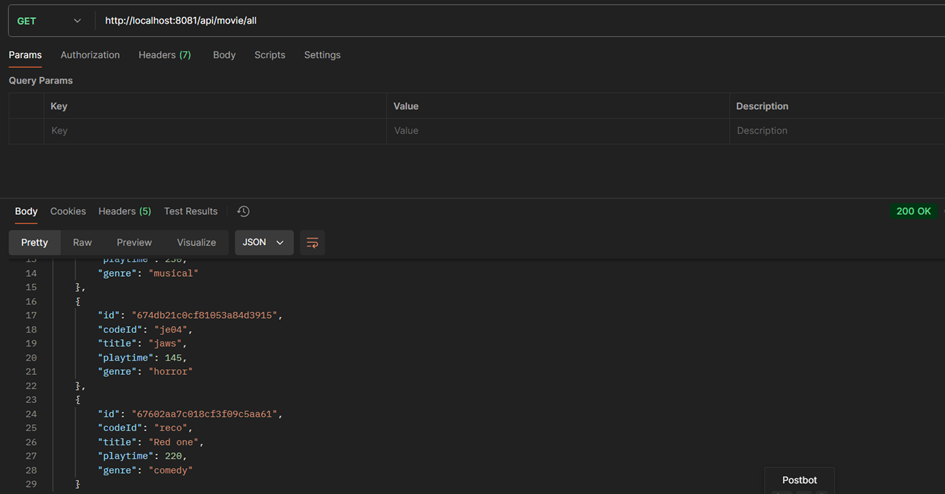 GET http://localhost:8081/api/movie/all
Params Authorization Headers (7) Body Scripts Settings
Query Params
Key Value Description
Key Value Description
Body Cookies Headers (5) Test Results 200 OK
Pretty Raw Preview Visualize JSON
13 "playtime": 230,
14 "genre": "musical"
15 },
16 {
17 "id": "674db21c0cf81053a84d3915",
18 "codeId": "je04",
19 "title": "jaws",
20 "playtime": 145,
21 "genre": "horror"
22 },
23 {
24 "id": "67602aa7c018cf3f09c5aa61",
25 "codeId": "reco",
26 "title": "Red one",
27 "playtime": 220,
28 "genre": "comedy"
29 }
Postbot